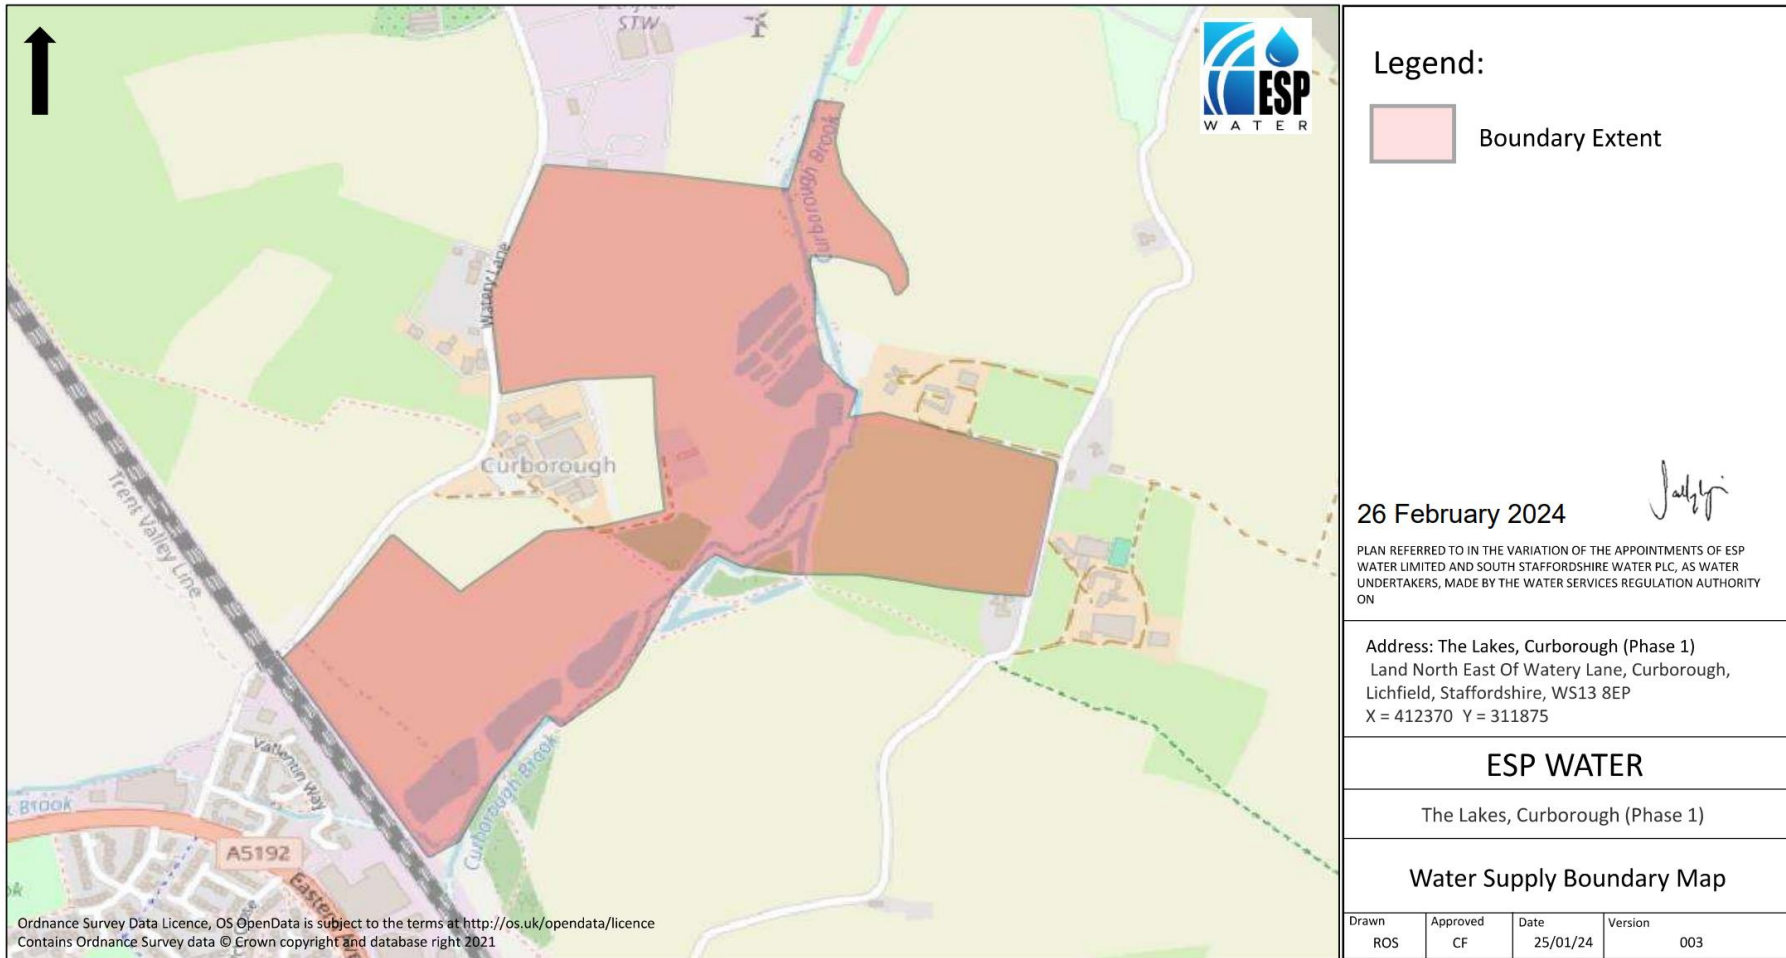 STW
ESP
WATER
Curborough Brook
Watery Lane
Curborough
Trent Valley Line
Vallentin Way
Curborough Brook
Brook
A5192
Ordnance Survey Data Licence, OS OpenData is subject to the terms at http://os.uk/opendata/licence
Contains Ordnance Survey data © Crown copyright and database right 2021
Legend:
Boundary Extent
26 February 2024
PLAN REFERRED TO IN THE VARIATION OF THE APPOINTMENTS OF ESP
WATER LIMITED AND SOUTH STAFFORDSHIRE WATER PLC, AS WATER
UNDERTAKERS, MADE BY THE WATER SERVICES REGULATION AUTHORITY
ON
Address: The Lakes, Curborough (Phase 1)
Land North East Of Watery Lane, Curborough,
Lichfield, Staffordshire, WS13 8EP
X = 412370 Y = 311875
ESP WATER
The Lakes, Curborough (Phase 1)
Water Supply Boundary Map
Drawn Approved Date Version
ROS CF 25/01/24 003